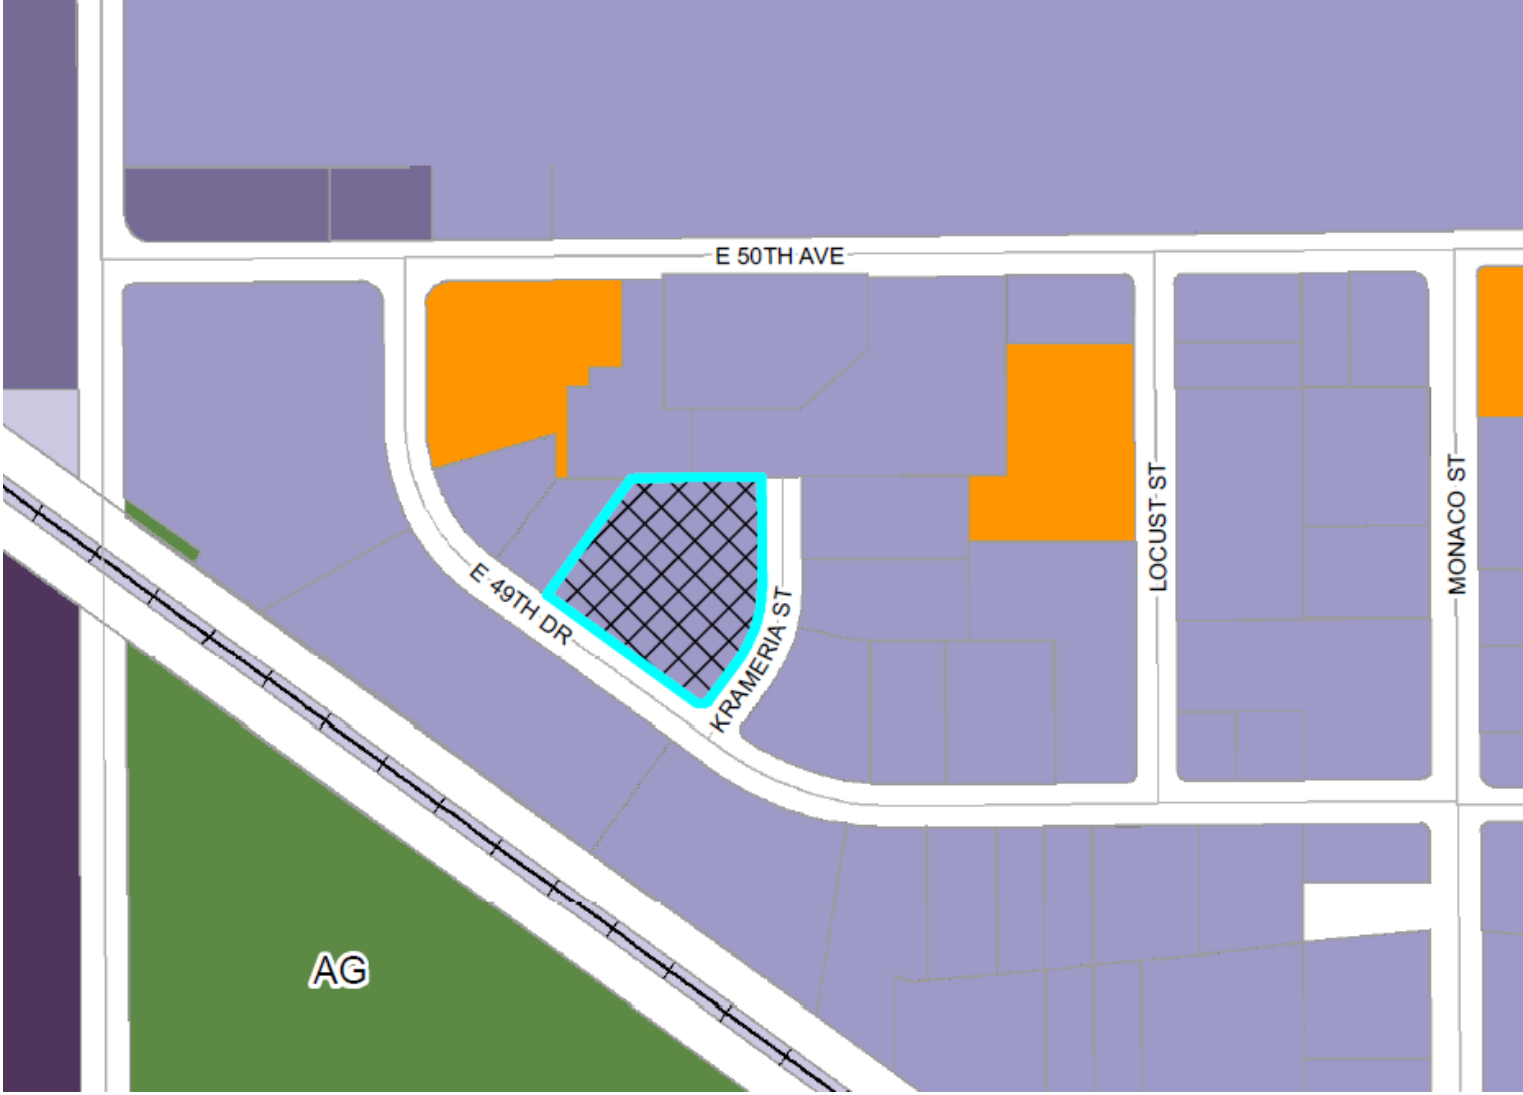 E 50TH AVE
LOCUST ST
MONACO ST
E 49TH DR
KRAMERIA ST
AG